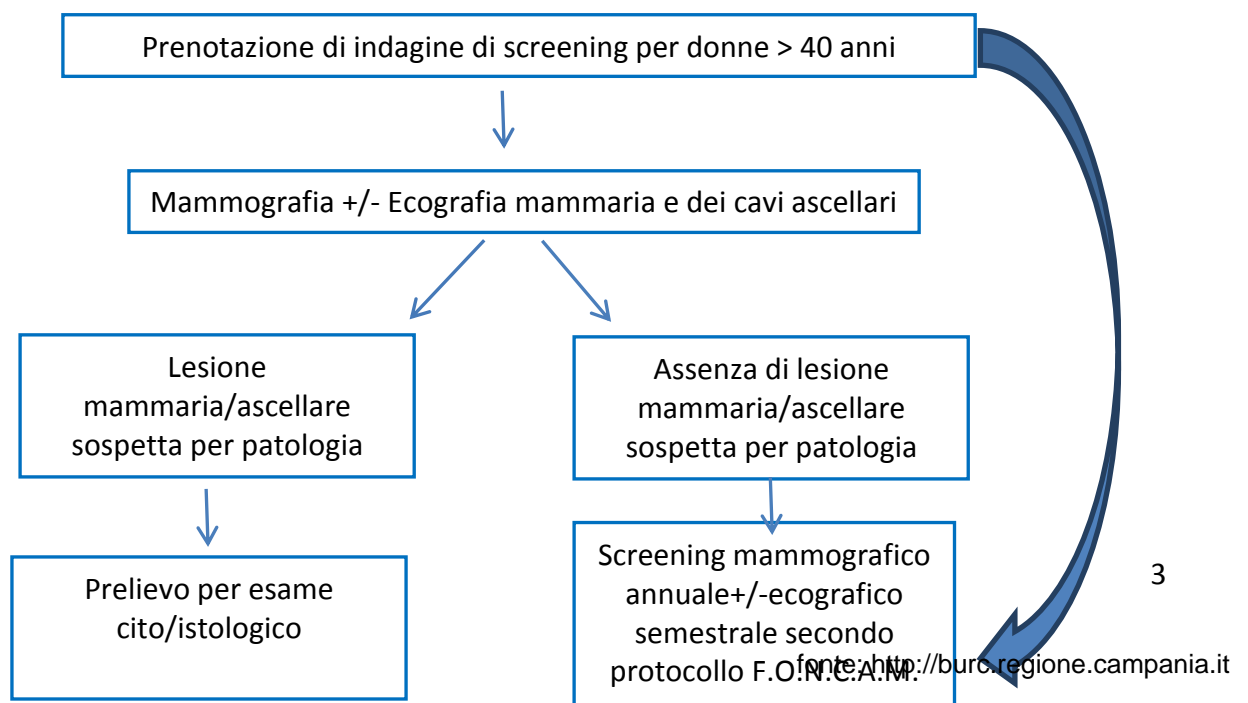 Prenotazione di indagine di screening per donne > 40 anni
Mammografia +/- Ecografia mammaria e dei cavi ascellari
Lesione
mammaria/ascellare
sospetta per patologia
Assenza di lesione
mammaria/ascellare
sospetta per patologia
Prelievo per esame
cito/istologico
Screening mammografico
annuale+/-ecografico
semestrale secondo
protocollo F.O.N.C.A.M.
3
fonte: http://burc.regione.campania.it